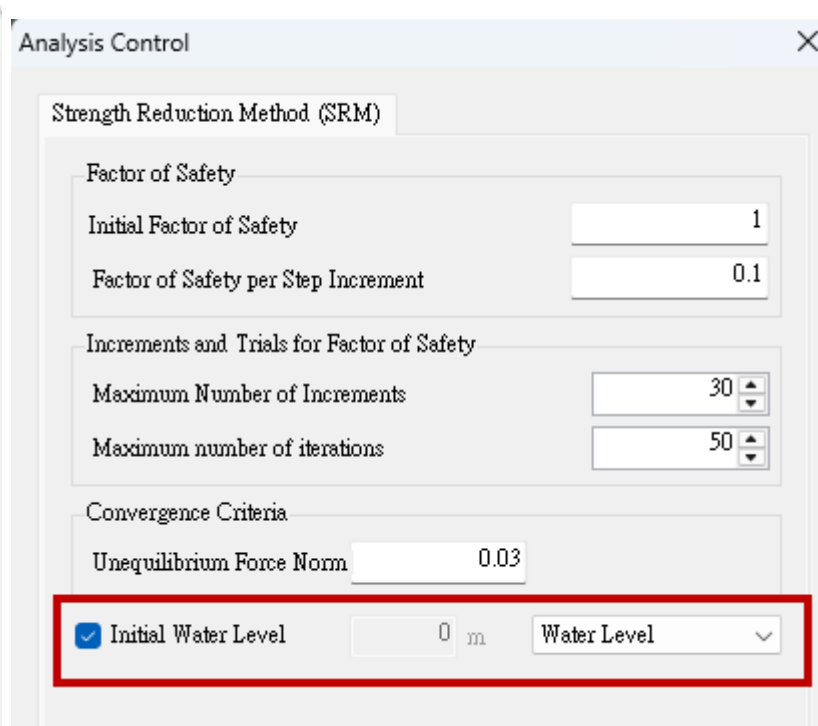 Analysis Control
Strength Reduction Method (SRM)
Factor of Safety
Initial Factor of Safety 1
Factor of Safety per Step Increment 0.1
Increments and Trials for Factor of Safety
Maximum Number of Increments 30
Maximum number of iterations 50
Convergence Criteria
Unequilibrium Force Norm 0.03
Initial Water Level 0 m Water Level